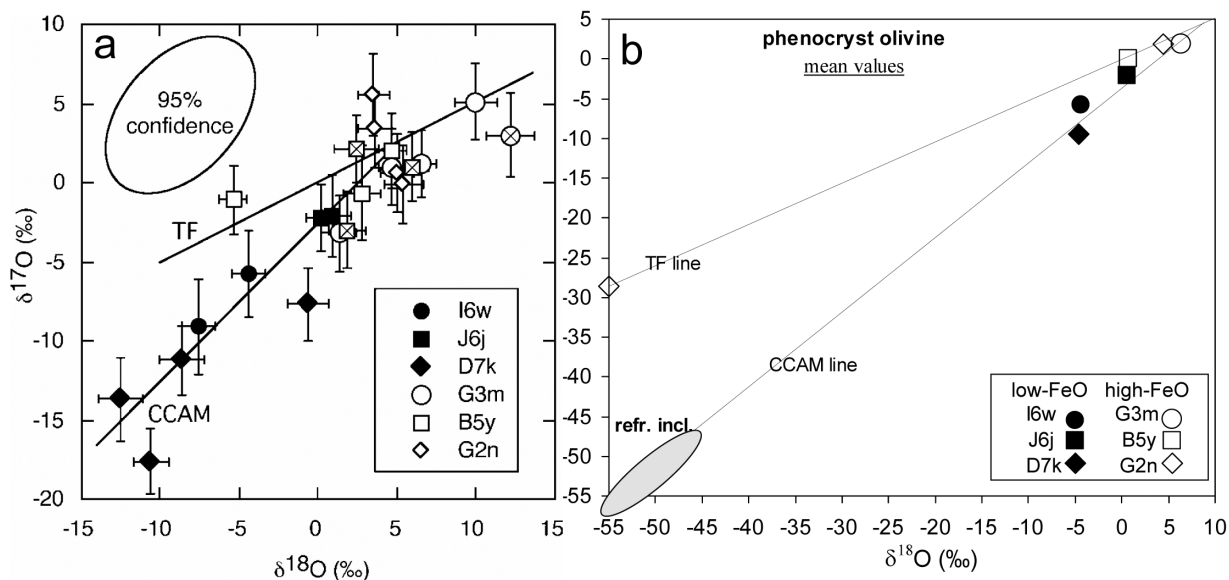 a
95%
confidence
TF
CCAM
I6w
J6j
D7k
G3m
B5y
G2n
10
5
0
-5
-10
-15
-20
-15
-10
-5
0
5
10
15
δ17O (‰)
δ18O (‰)
b
phenocryst olivine
mean values
TF line
CCAM line
refr. incl.
low-FeO high-FeO
I6w G3m
J6j B5y
D7k G2n
5
0
-5
-10
-15
-20
-25
-30
-35
-40
-45
-50
-55
-55 -50 -45 -40 -35 -30 -25 -20 -15 -10 -5 0 5 10
δ18O (‰)